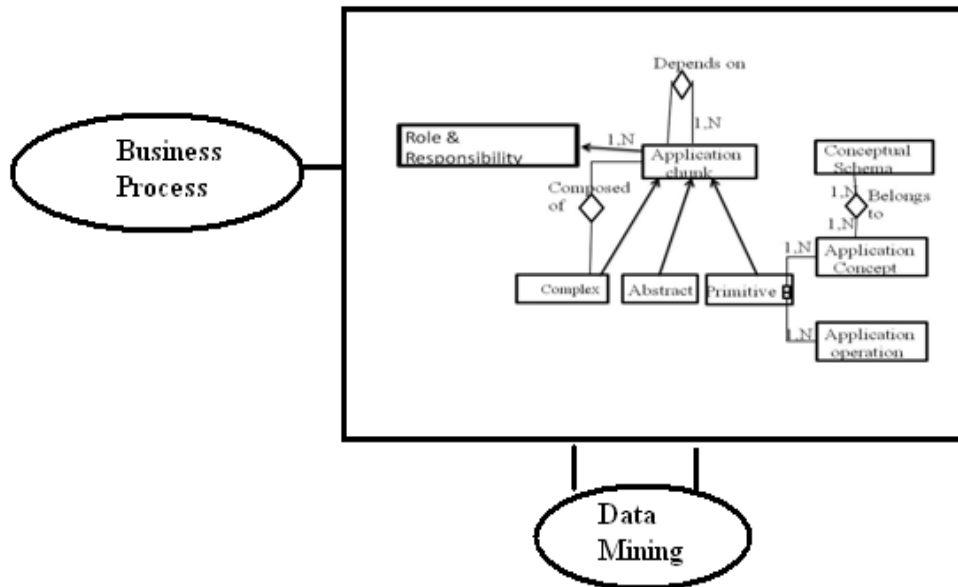 Depends on
1,N
Role &
Responsibility
1,N
Application
chunk
Conceptual
Schema
Business
Process
Composed
of
1,N
Belongs
to
1,N
1,N
Application
Concept
Complex
Abstract
Primitive
1,N
Application
operation
Data
Mining